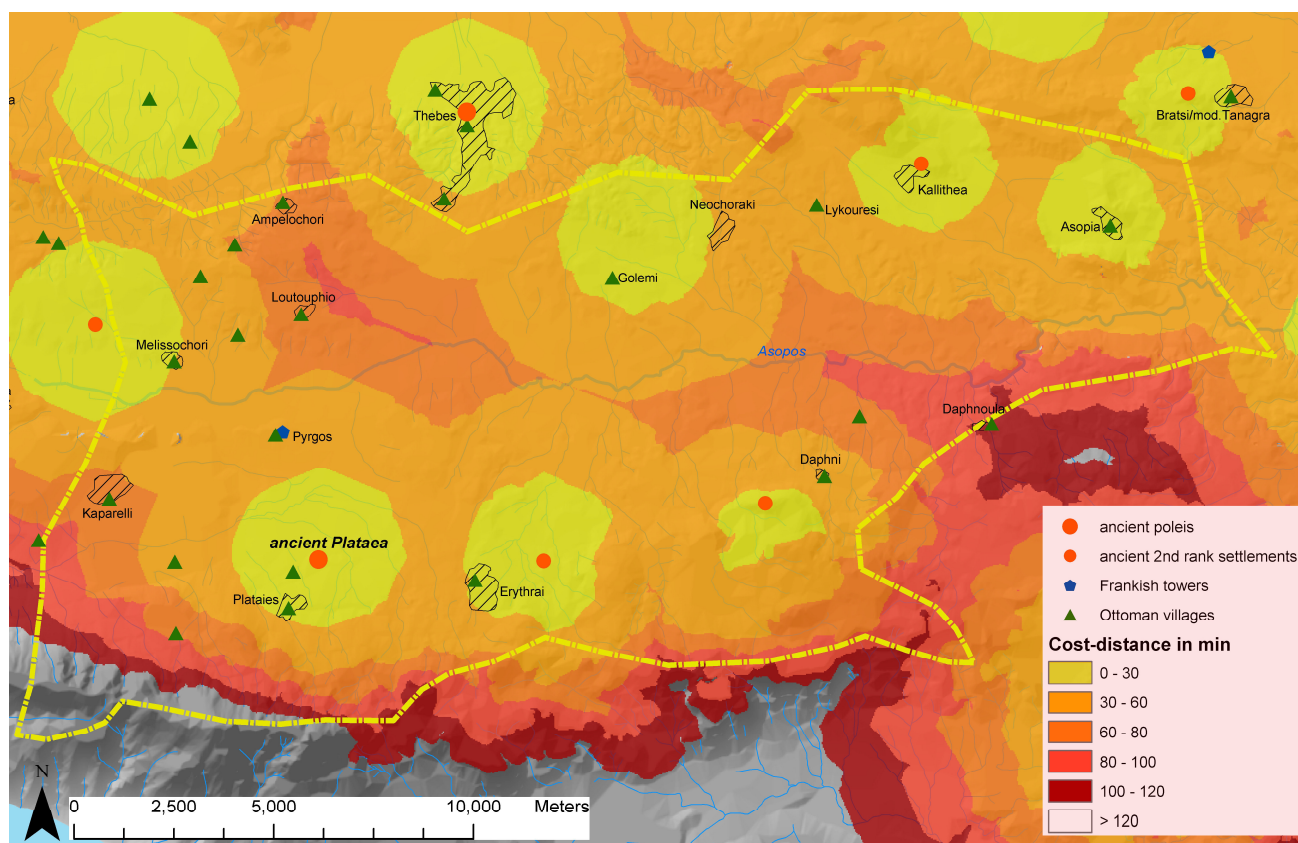 a
Thebes
Bratsi/mod.Tanagra
Kallithea
Neochoraki
Lykouresi
Ampelochori
Asopia
Golemi
Loutouphio
Melissochori
Asopos
Daphnoula
Pyrgos
Daphni
Kaparelli
ancient Plataea
Plataies
Erythrai
ancient poleis
ancient 2nd rank settlements
Frankish towers
Ottoman villages
Cost-distance in min
0 - 30
30 - 60
60 - 80
80 - 100
100 - 120
> 120
N
0 2,500 5,000 10,000 Meters